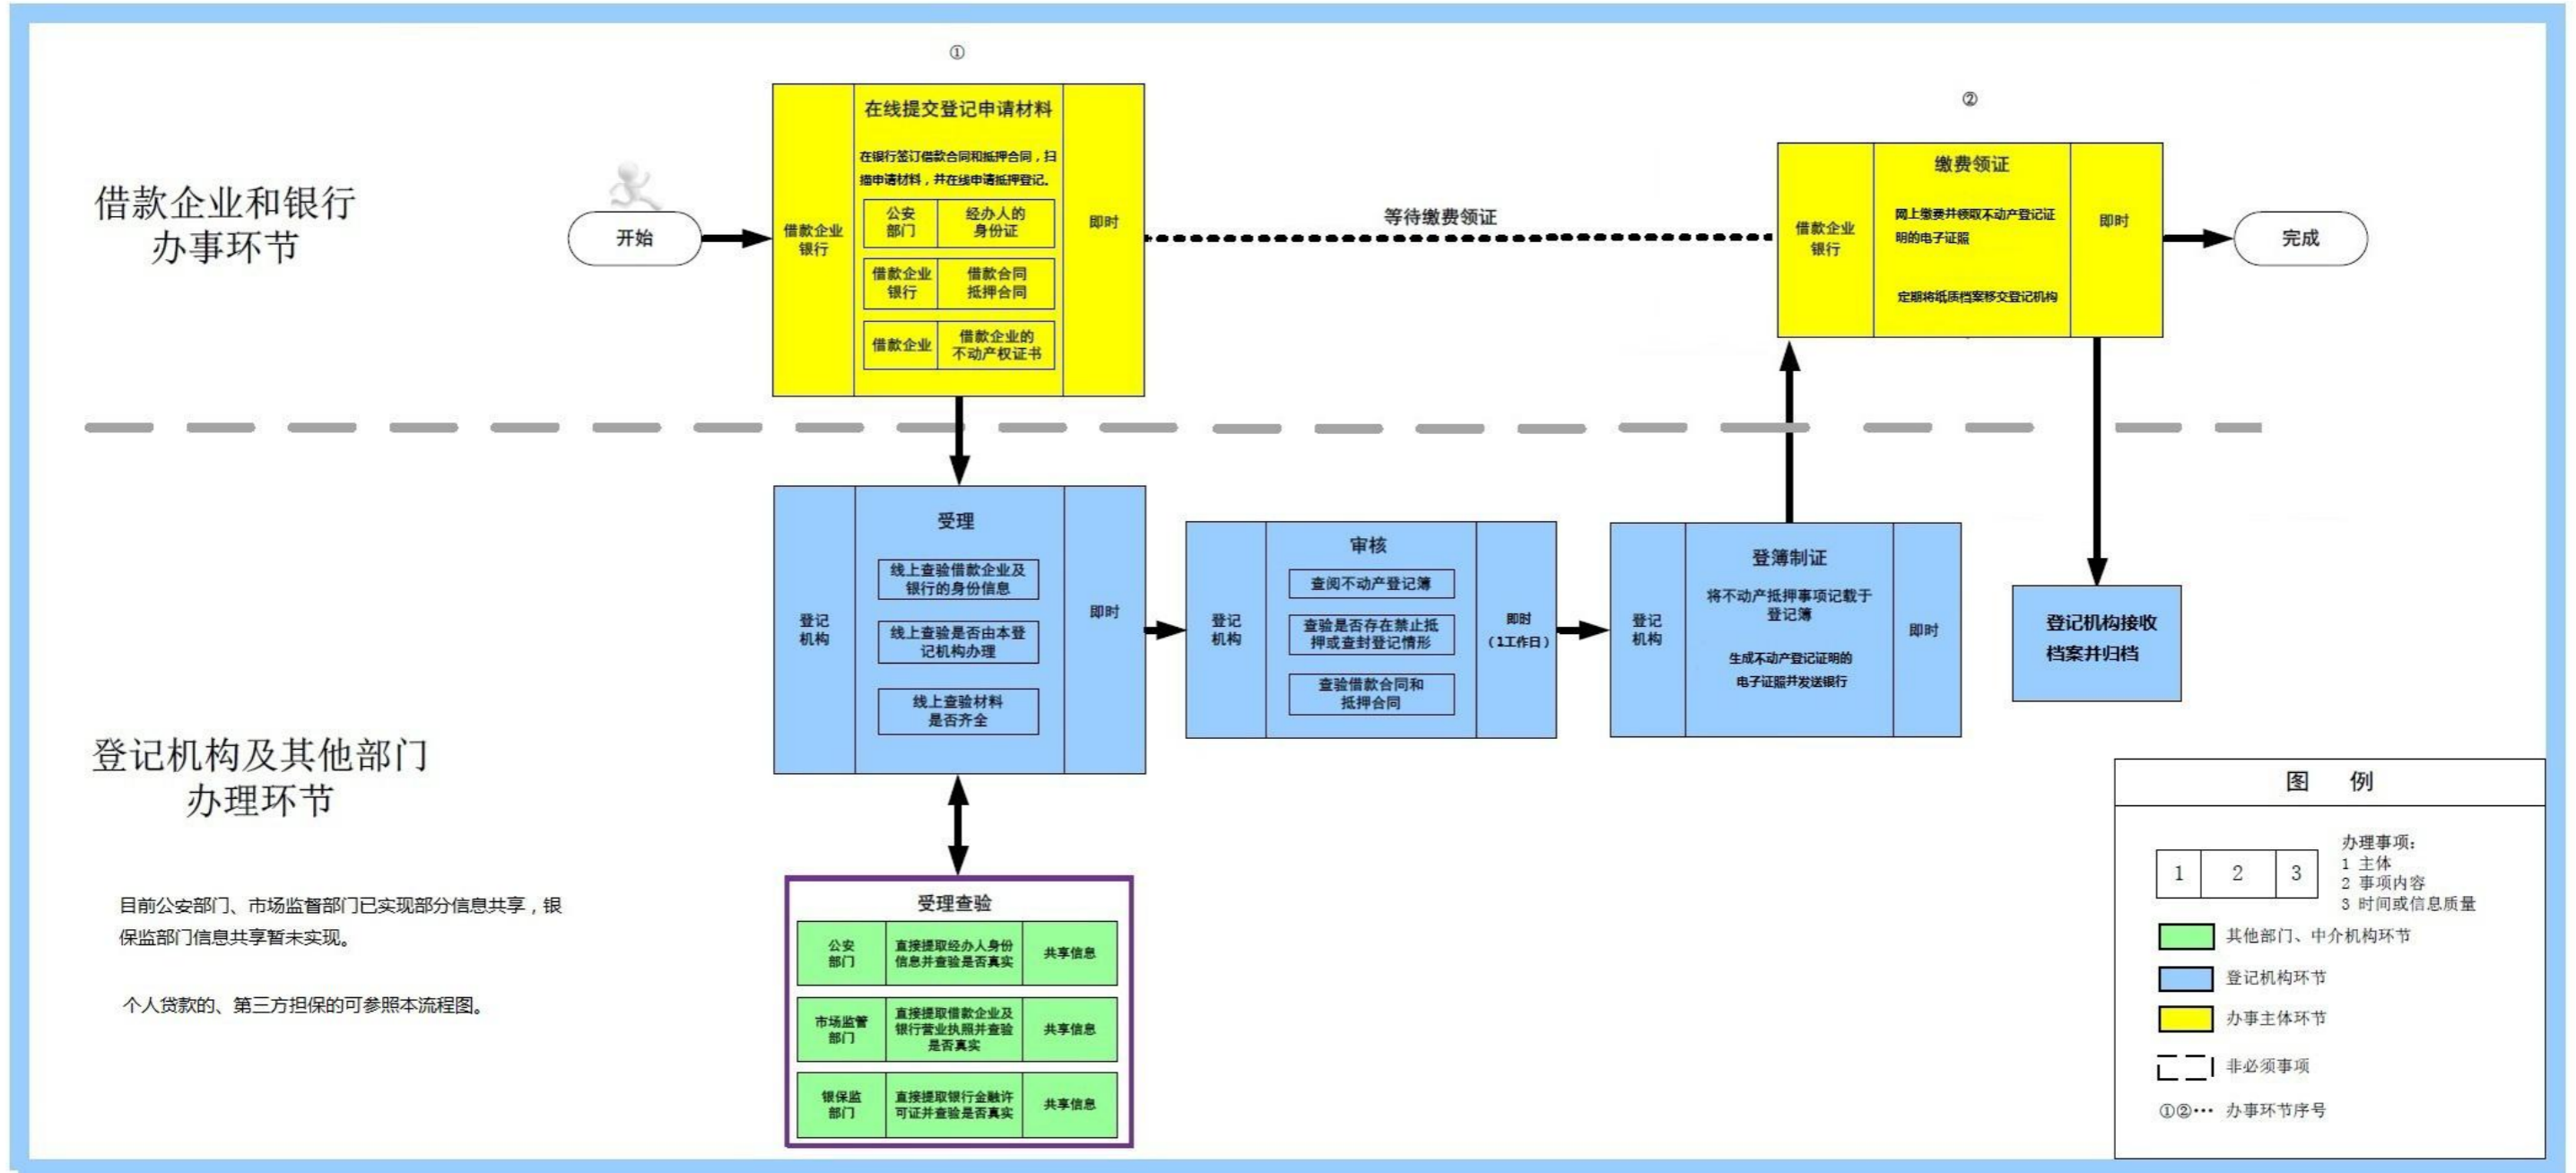 ①
②
借款企业和银行
办事环节
开始
借款企业
银行
在线提交登记申请材料
在银行签订借款合同和抵押合同，扫
描申请材料，并在线申请抵押登记。
公安
部门
经办人的
身份证
借款企业
银行
借款合同
抵押合同
借款企业
借款企业的
不动产权证书
即时
等待缴费领证
借款企业
银行
缴费领证
网上缴费并领取不动产登记证
明的电子证照
定期将纸质档案移交登记机构
即时
完成
登记机构及其他部门
办理环节
登记
机构
受理
线上查验借款企业及
银行的身份信息
线上查验是否由本登
记机构办理
线上查验材料
是否齐全
即时
登记
机构
审核
查阅不动产登记簿
查验是否存在禁止抵
押或查封登记情形
查验借款合同和
抵押合同
即时
（1工作日）
登记
机构
登簿制证
将不动产抵押事项记载于
登记簿
生成不动产登记证明的
电子证照并发送银行
即时
登记机构接收
档案并归档
目前公安部门、市场监督部门已实现部分信息共享，银
保监部门信息共享暂未实现。
个人贷款的、第三方担保的可参照本流程图。
受理查验
公安
部门
直接提取经办人身份
信息并查验是否真实
共享信息
市场监管
部门
直接提取借款企业及
银行营业执照并查验
是否真实
共享信息
银保监
部门
直接提取银行金融许
可证并查验是否真实
共享信息
图 例
1 2 3
办理事项：
1 主体
2 事项内容
3 时间或信息质量
其他部门、中介机构环节
登记机构环节
办事主体环节
非必须事项
①②… 办事环节序号